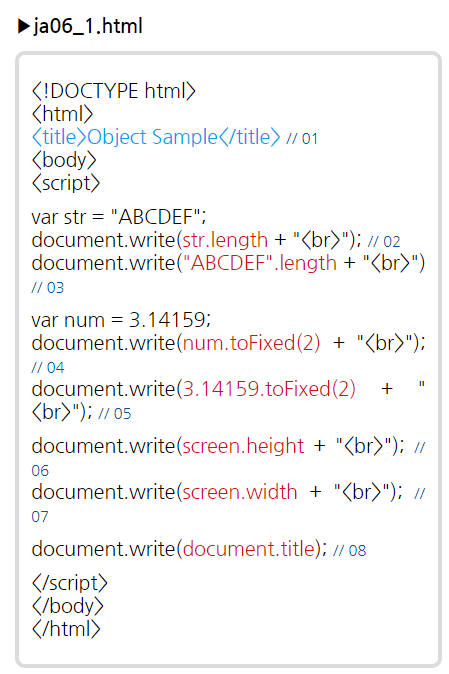 ▶ja06_1.html
<!DOCTYPE html>
<html>
<title>Object Sample</title> // 01
<body>
<script>
var str = "ABCDEF";
document.write(str.length + "<br>"); // 02
document.write("ABCDEF".length + "<br>")
// 03
var num = 3.14159;
document.write(num.toFixed(2) + "<br>");
// 04
document.write(3.14159.toFixed(2) + "
<br>"); // 05
document.write(screen.height + "<br>"); //
06
document.write(screen.width + "<br>"); //
07
document.write(document.title); // 08
</script>
</body>
</html>